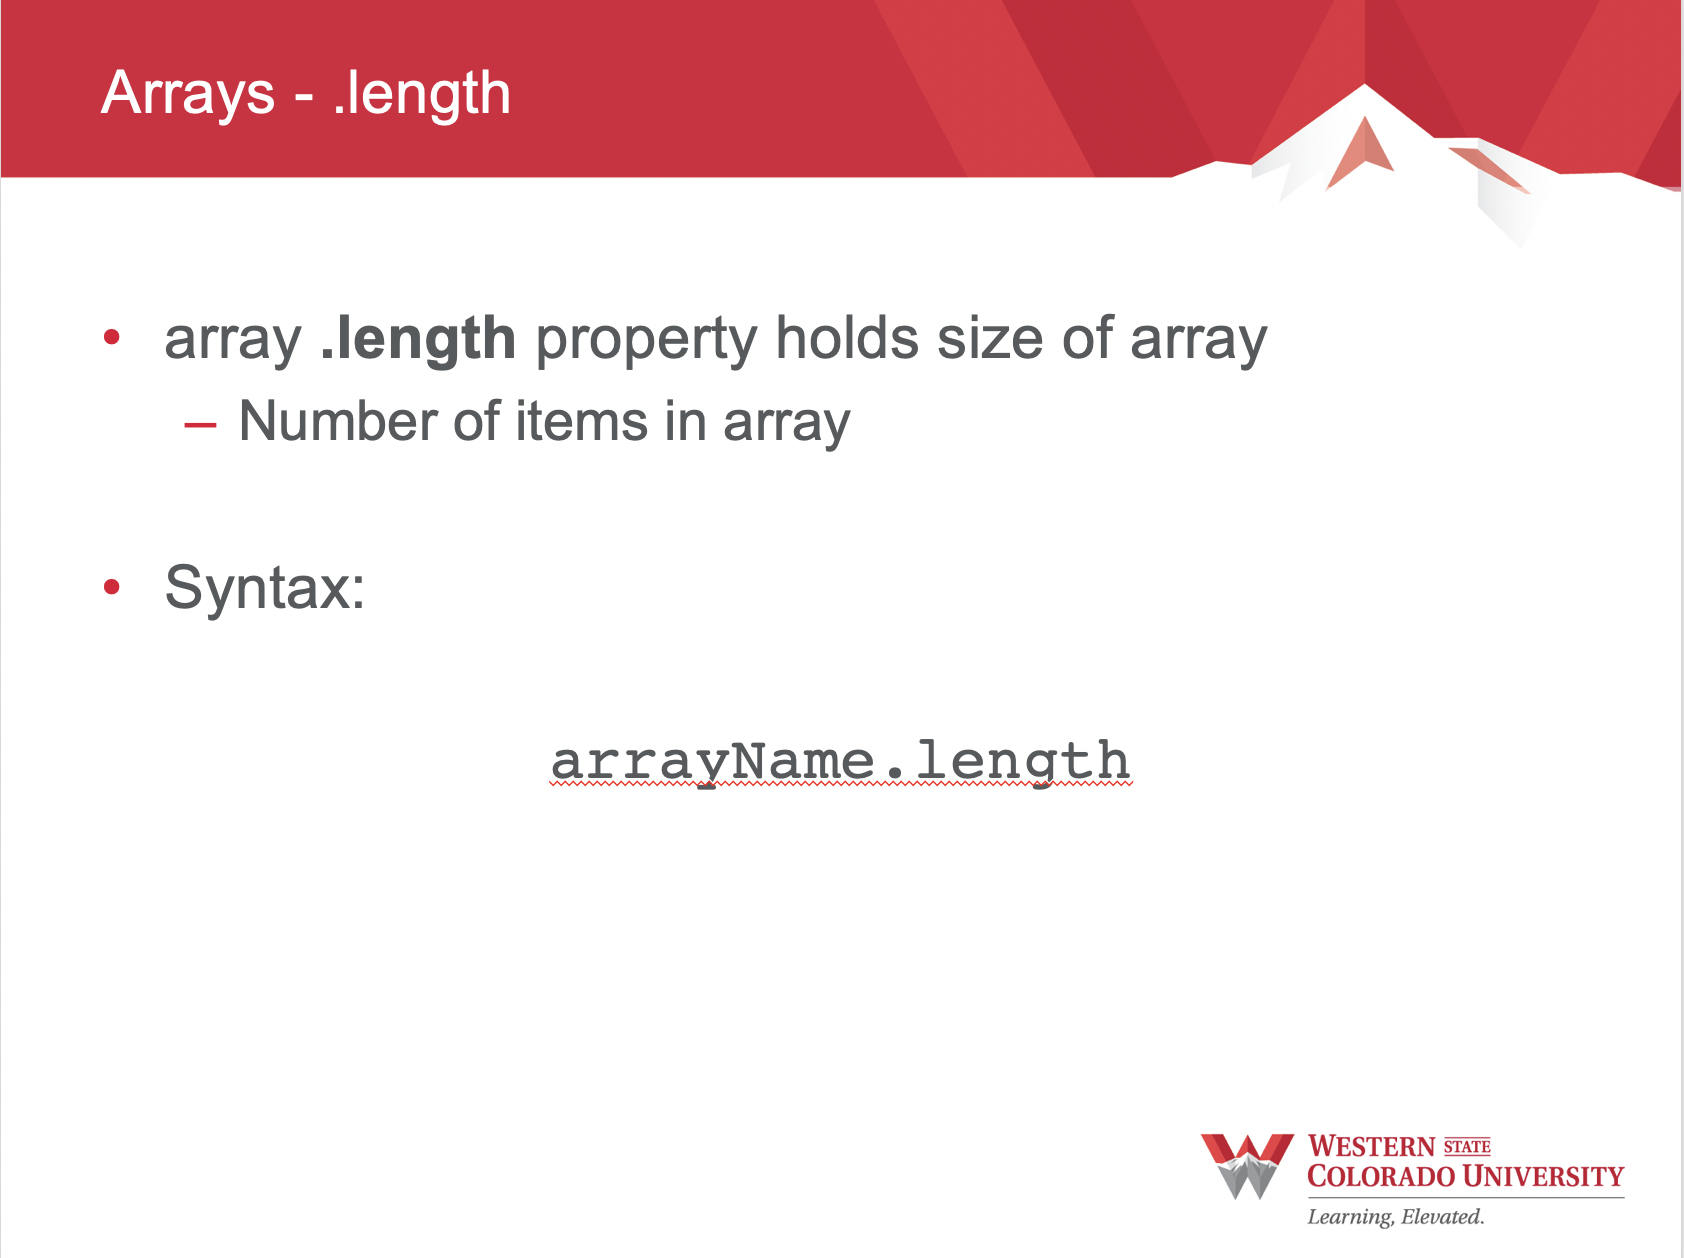 Arrays - .length
• array .length property holds size of array
– Number of items in array
• Syntax:
arrayName.length
WESTERN STATE
COLORADO UNIVERSITY
Learning, Elevated.